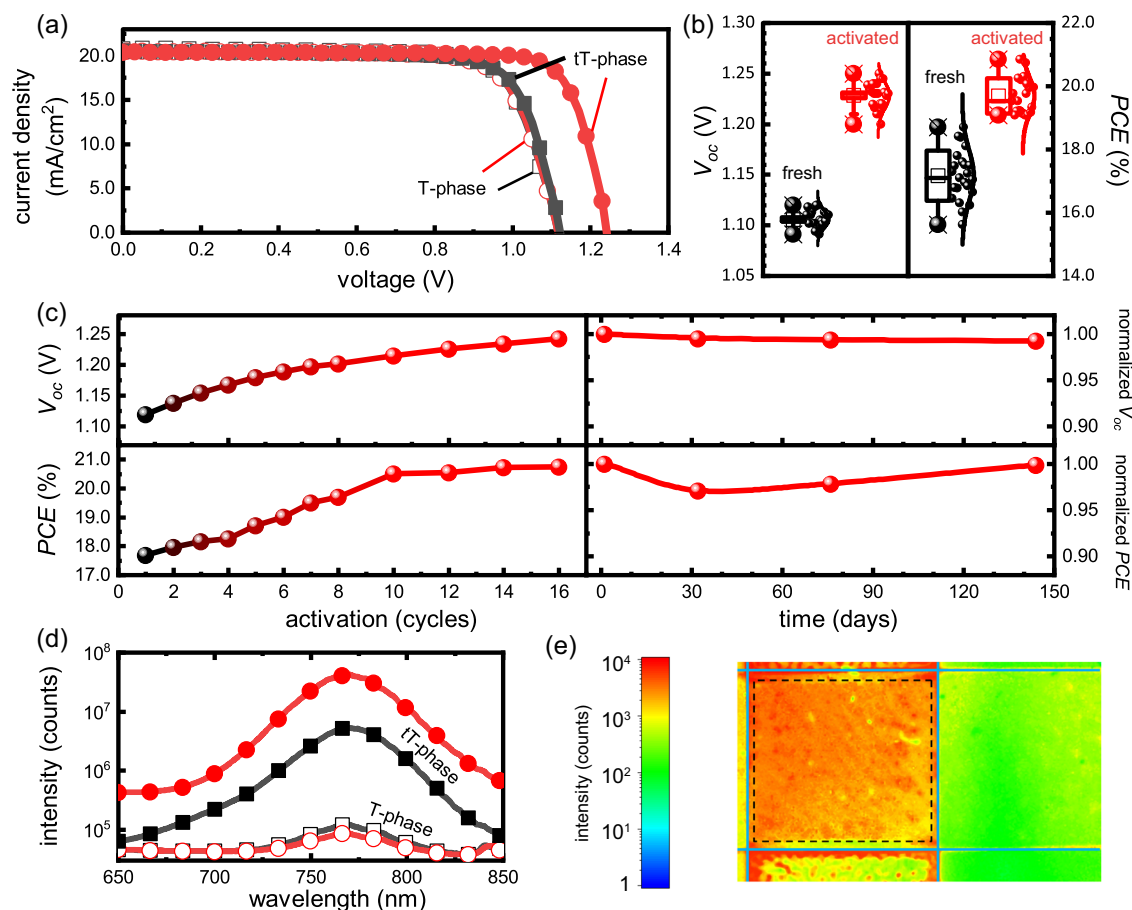 (a)
20.0
15.0
10.0
5.0
0.0
current density
(mA/cm²)
tT-phase
T-phase
0.0 0.2 0.4 0.6 0.8 1.0 1.2 1.4
voltage (V)
(b)
1.30
1.25
1.20
1.15
1.10
1.05
Voc (V)
activated
fresh
activated
fresh
22.0
20.0
18.0
16.0
14.0
PCE (%)
(c)
1.25
1.20
1.15
1.10
Voc (V)
1.00
0.95
0.90
normalized Voc
21.0
20.0
19.0
18.0
17.0
PCE (%)
1.00
0.95
0.90
normalized PCE
0 2 4 6 8 10 12 14 16
activation (cycles)
0 30 60 90 120 150
time (days)
(d)
10⁸
10⁷
10⁶
10⁵
intensity (counts)
tT-phase
T-phase
650 700 750 800 850
wavelength (nm)
(e)
intensity (counts)
10⁴
10³
10²
10¹
1